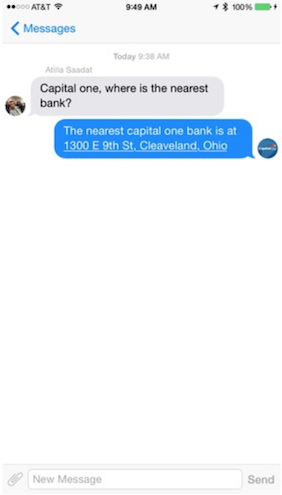 AT&T 9:49 AM 100%
Messages
Today 9:38 AM
Atilla Saadat
Capital one, where is the nearest
bank?
The nearest capital one bank is at
1300 E 9th St, Cleaveland, Ohio
New Message Send